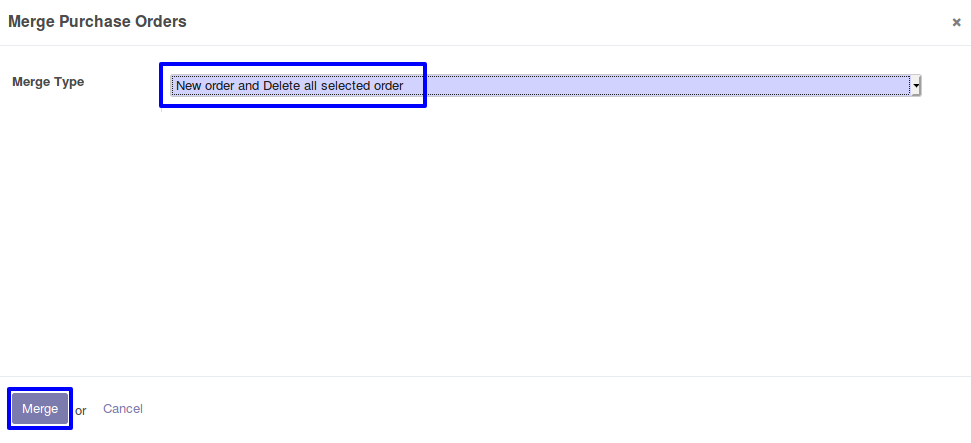 Merge Purchase Orders
Merge Type
New order and Delete all selected order
Merge or Cancel